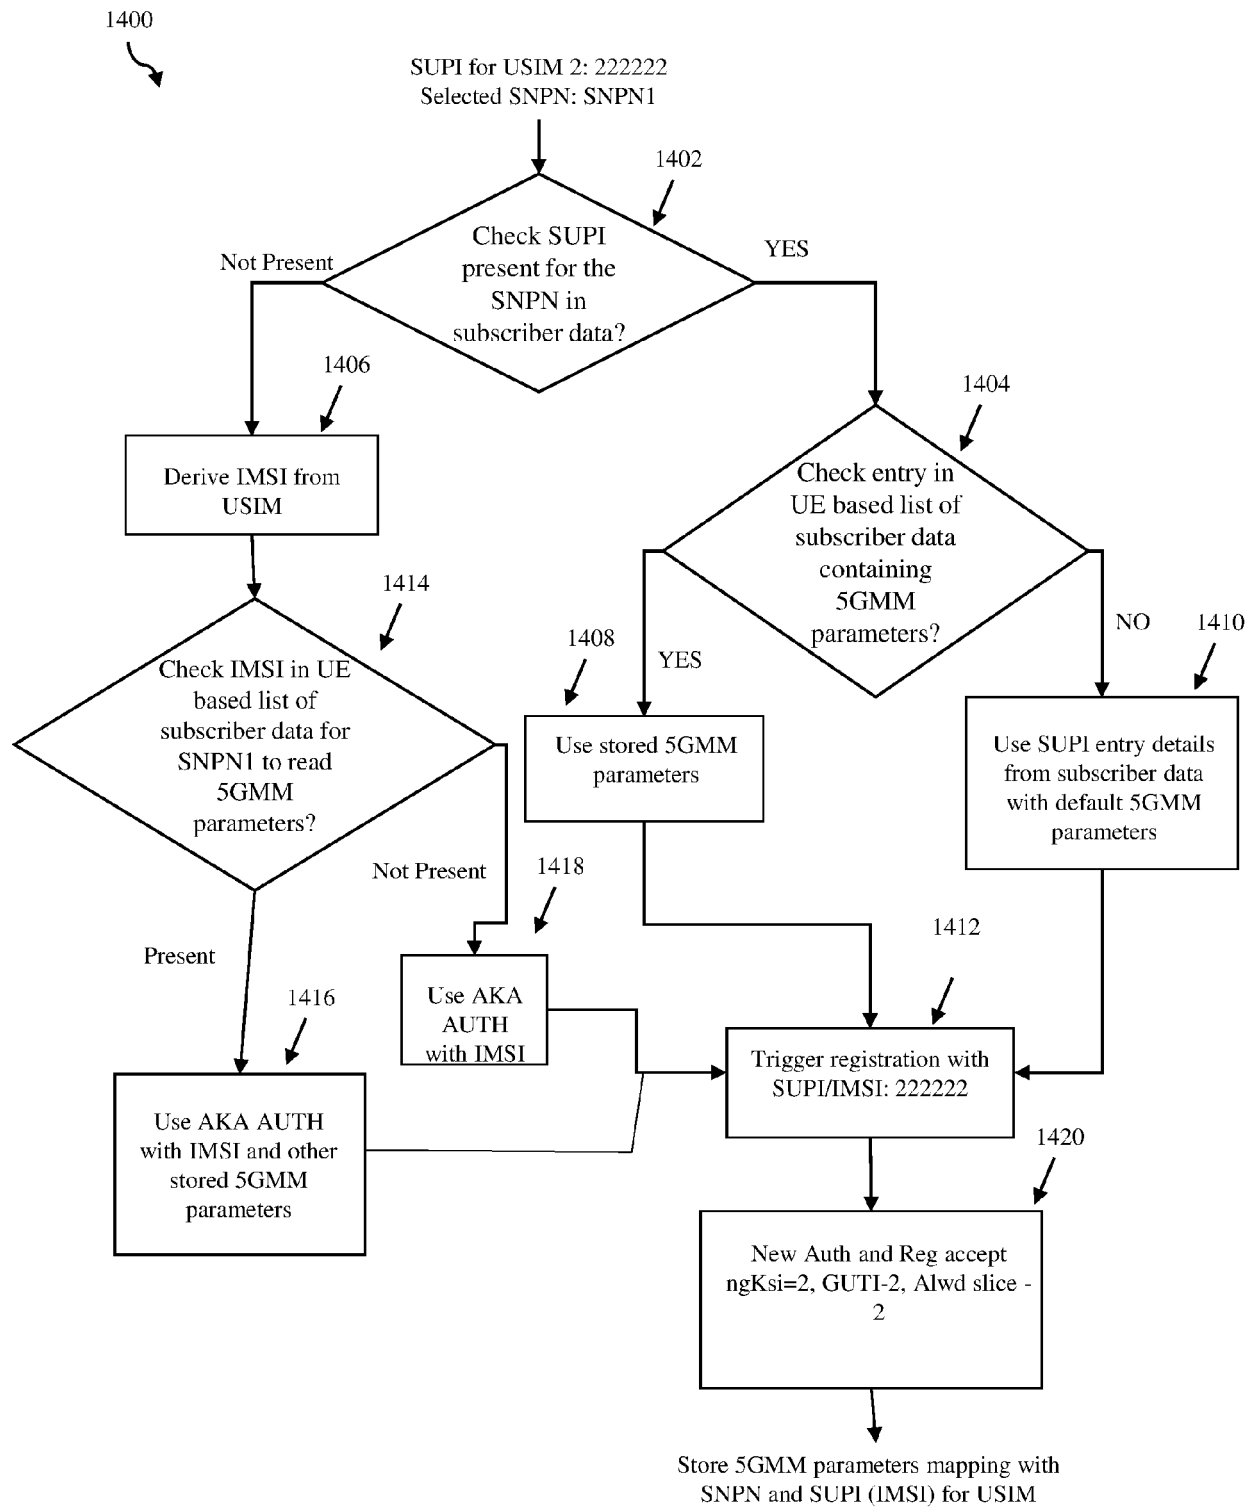 1400
SUPI for USIM 2: 222222
Selected SNPN: SNPN1
1402
Check SUPI
present for the
SNPN in
subscriber data?
Not Present
YES
1406
Derive IMSI from
USIM
1404
Check entry in
UE based list of
subscriber data
containing
5GMM
parameters?
1414
Check IMSI in UE
based list of
subscriber data for
SNPN1 to read
5GMM
parameters?
1408
YES
NO
1410
Use stored 5GMM
parameters
Use SUPI entry details
from subscriber data
with default 5GMM
parameters
Not Present
1418
Present
1416
Use AKA
AUTH
with IMSI
1412
Use AKA AUTH
with IMSI and other
stored 5GMM
parameters
Trigger registration with
SUPI/IMSI: 222222
1420
New Auth and Reg accept
ngKsi=2, GUTI-2, Alwd slice -
2
Store 5GMM parameters mapping with
SNPN and SUPI (IMSI) for USIM